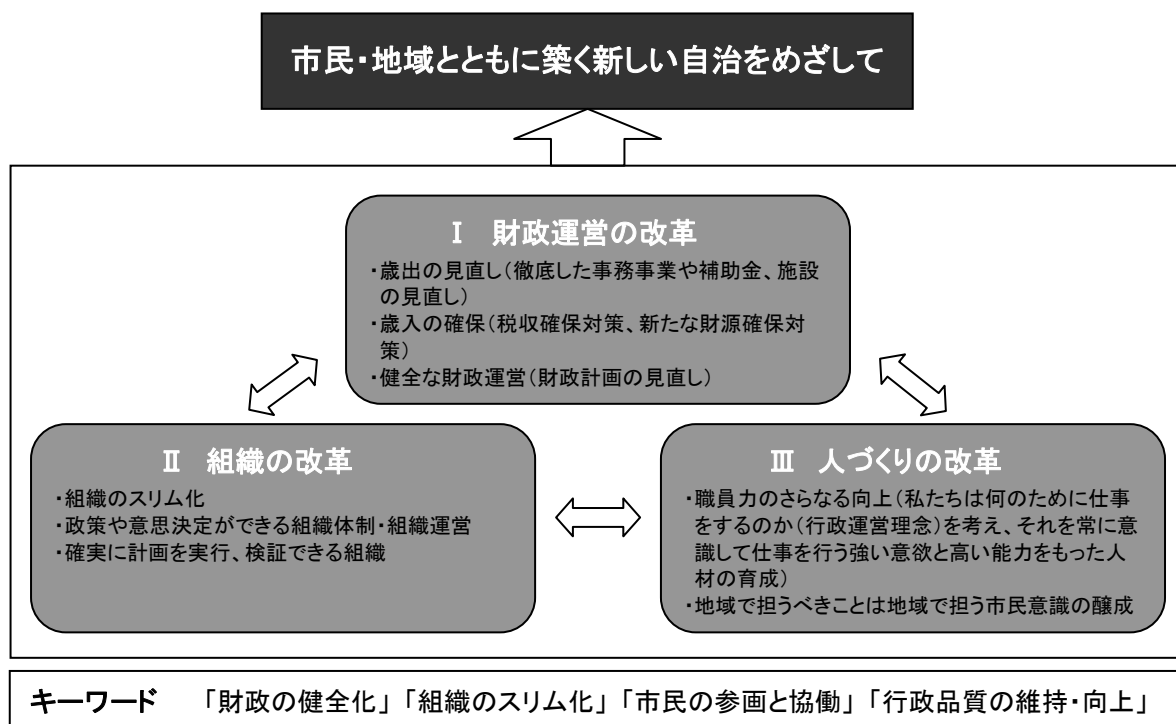 市民・地域とともに築く新しい自治をめざして
Ⅰ 財政運営の改革
・歳出の見直し(徹底した事務事業や補助金、施設
の見直し)
・歳入の確保(税収確保対策、新たな財源確保対
策)
・健全な財政運営(財政計画の見直し)
Ⅱ 組織の改革
・組織のスリム化
・政策や意思決定ができる組織体制・組織運営
・確実に計画を実行、検証できる組織
Ⅲ 人づくりの改革
・職員力のさらなる向上(私たちは何のために仕事
をするのか(行政運営理念)を考え、それを常に意
識して仕事を行う強い意欲と高い能力をもった人
材の育成)
・地域で担うべきことは地域で担う市民意識の醸成
キーワード 「財政の健全化」「組織のスリム化」「市民の参画と協働」「行政品質の維持・向上」